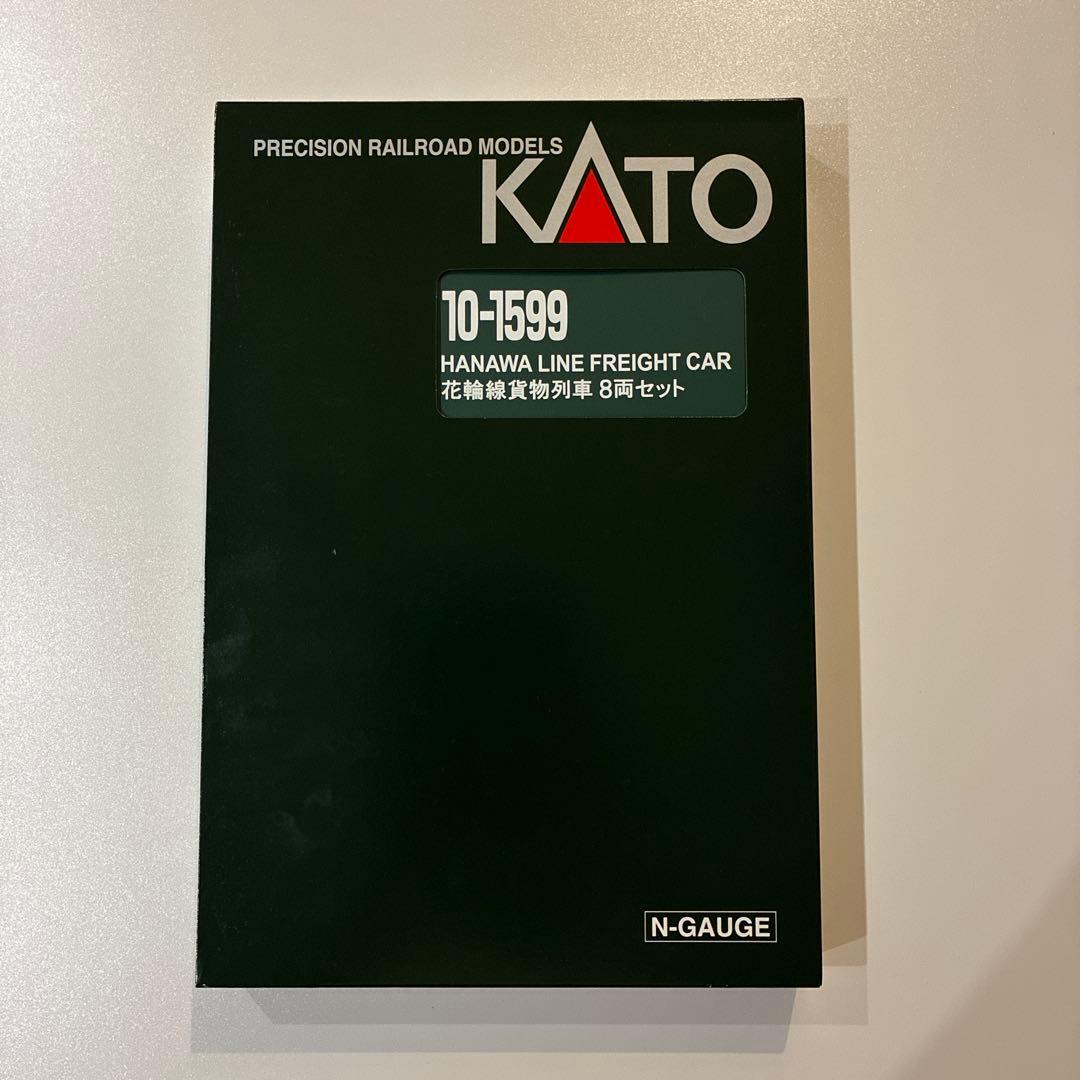 PRECISION RAILROAD MODELS
KATO
10-1599
HANAWA LINE FREIGHT CAR
花輪線貨物列車 8両セット
N-GAUGE